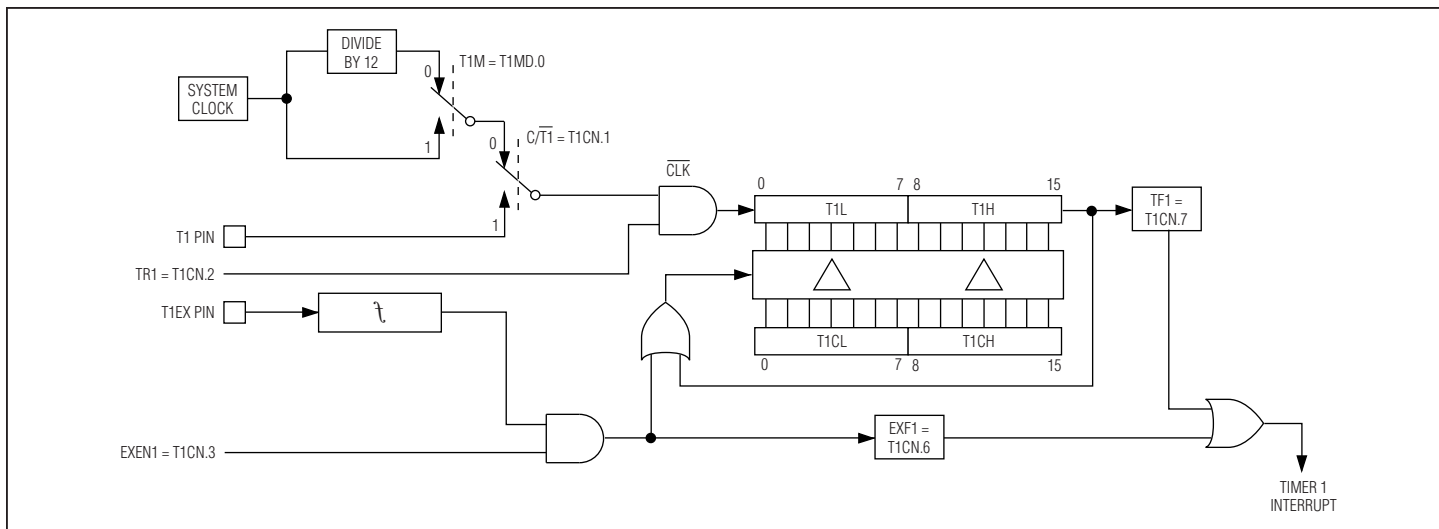 DIVIDE
BY 12
T1M = T1MD.0
0
SYSTEM
CLOCK
1
C/T̅1̅ = T1CN.1
0
C̅L̅K̅
0
7 8
15
T1L
T1H
TF1 =
T1CN.7
1
T1 PIN
TR1 = T1CN.2
T1EX PIN
T1CL
T1CH
0
7 8
15
EXF1 =
T1CN.6
EXEN1 = T1CN.3
TIMER 1
INTERRUPT